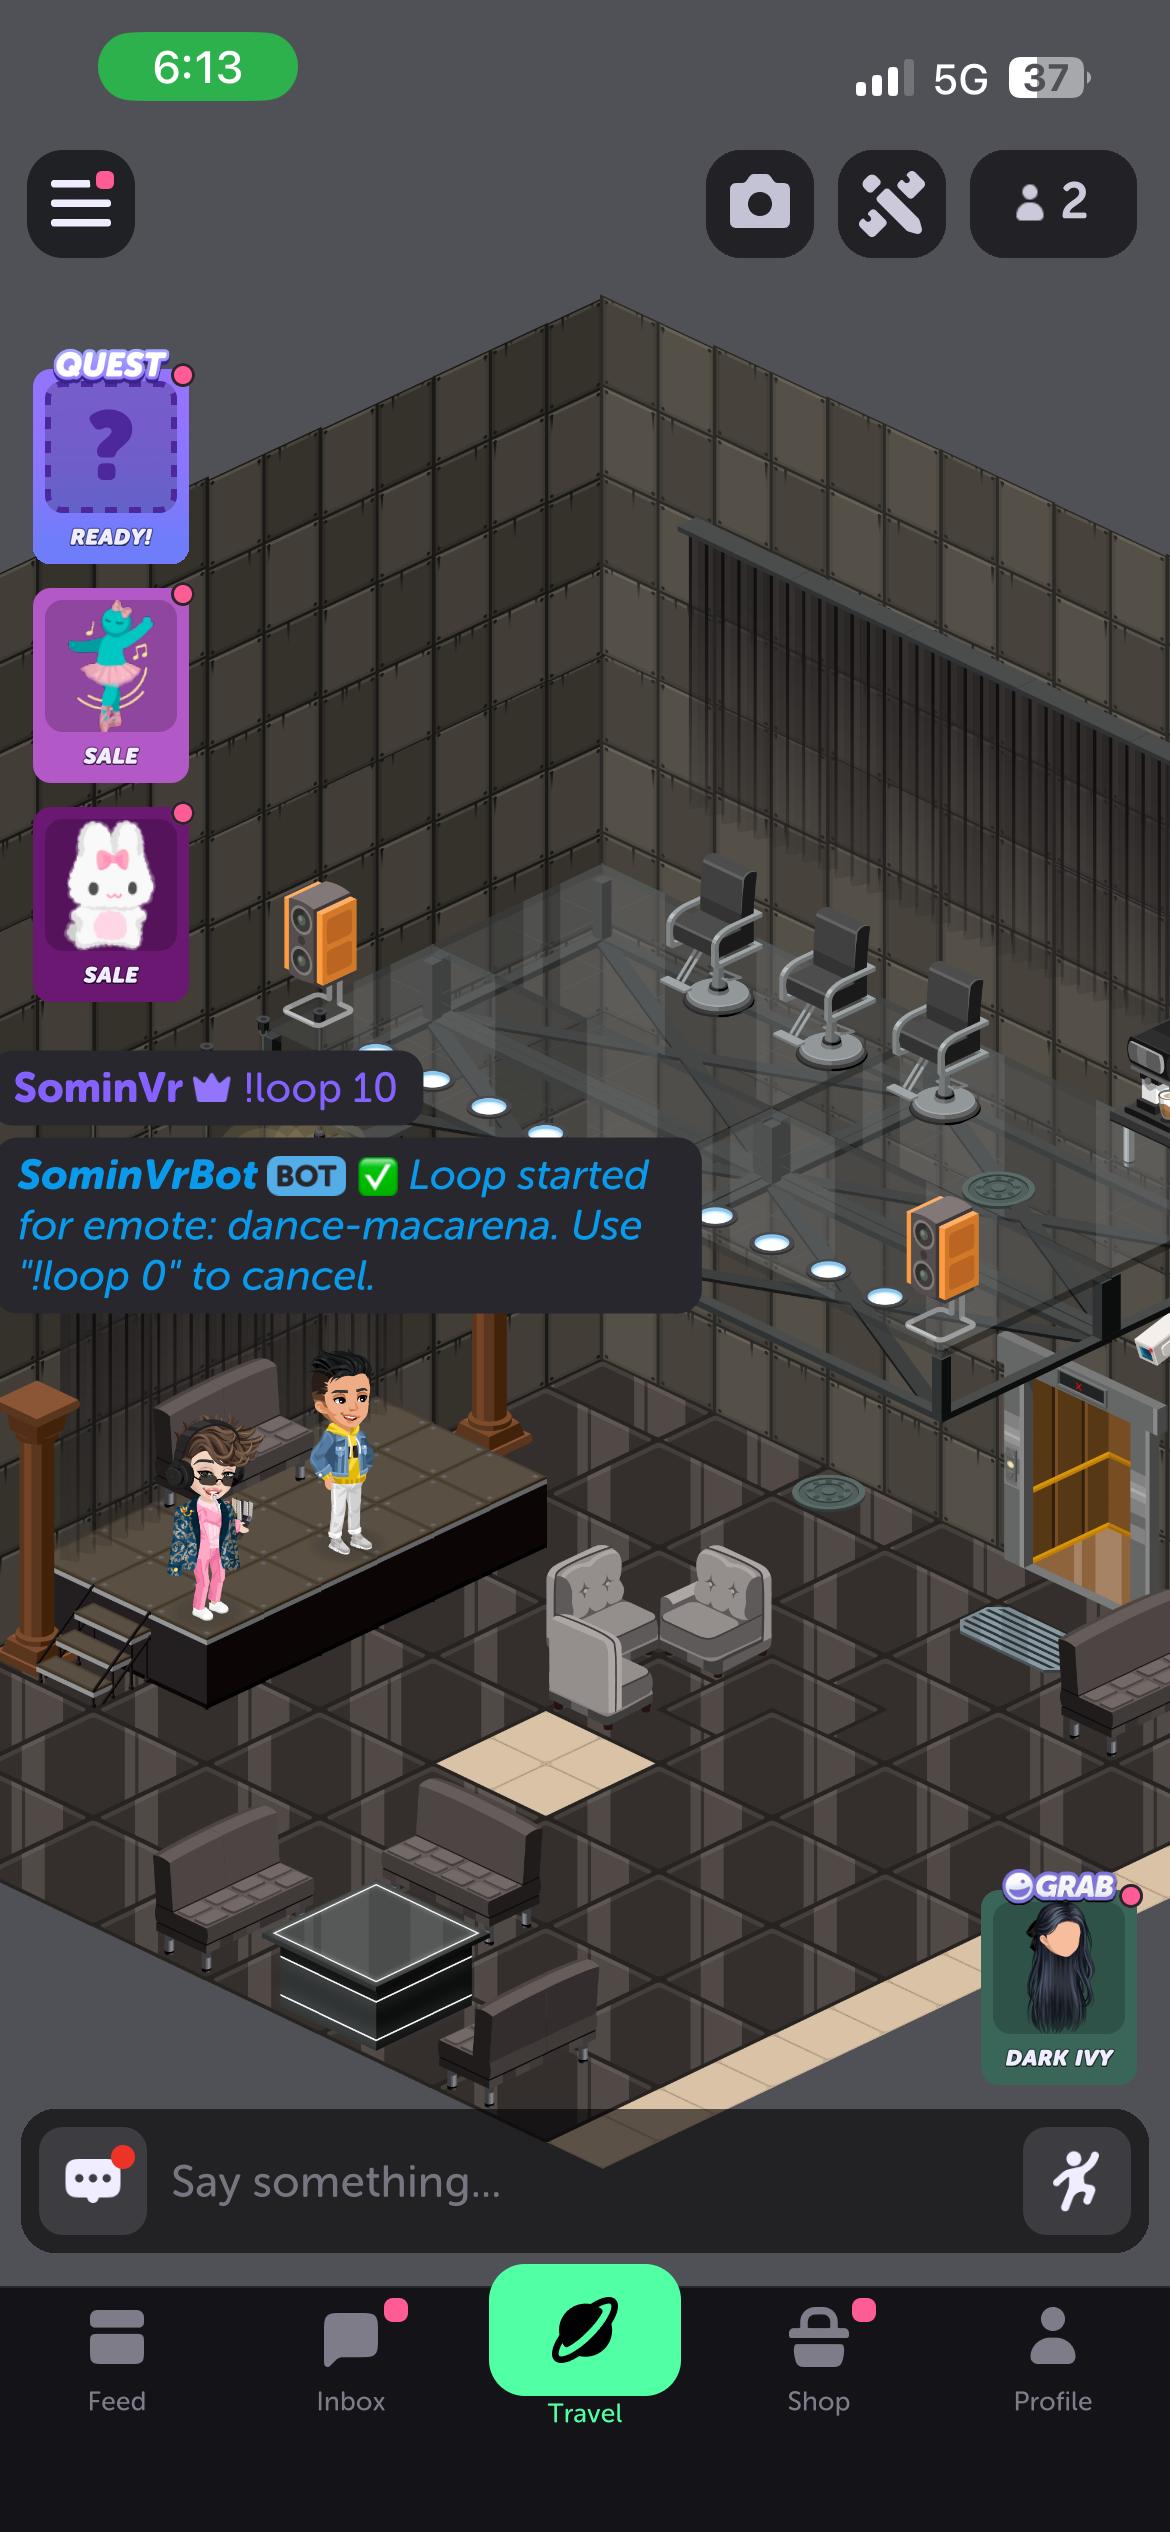 6:13
5G 37
2
QUEST
?
READY!
SALE
SALE
SominVr !loop 10
SominVrBot BOT ✅ Loop started
for emote: dance-macarena. Use
"!loop 0" to cancel.
GRAB
DARK IVY
Say something...
Feed
Inbox
Travel
Shop
Profile